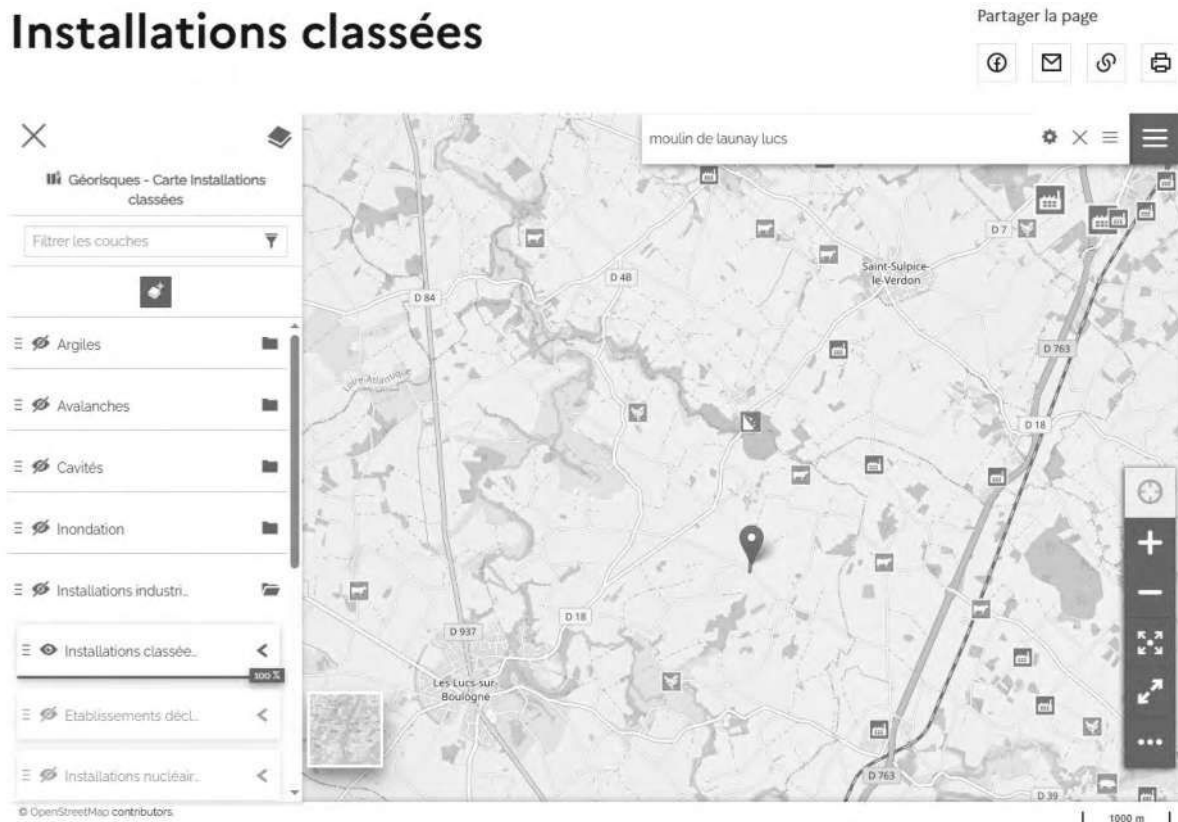 Installations classées
Partager la page
moulin de launay lucs
Géorisques - Carte Installations
classées
Filtrer les couches
Argiles
Avalanches
Cavités
Inondation
Installations industri...
Installations classée...
100 %
Etablissements décl...
Installations nucléair...
© OpenStreetMap contributors
D 7
Saint-Sulpice-
le-Verdon
D 48
D 84
D 763
Loire-Atlantique
D 18
D 18
D 937
Les Lucs-sur-
Boulogne
D 763
D 39
1000 m